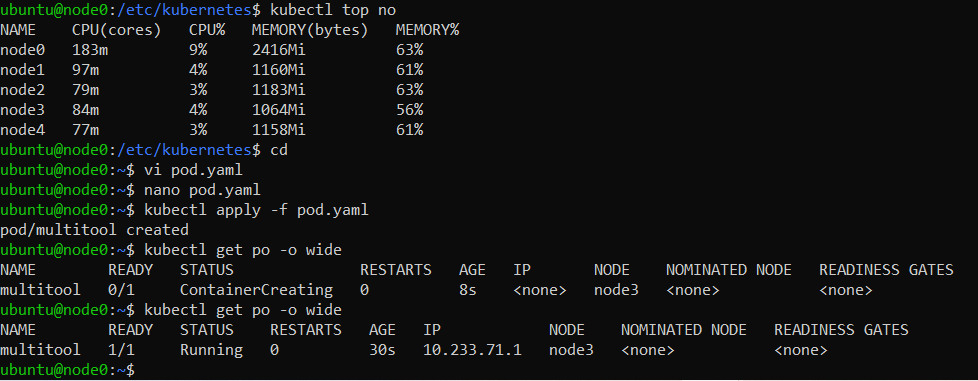 ubuntu@node0:/etc/kubernetes$ kubectl top no
NAME    CPU(cores)   CPU%   MEMORY(bytes)   MEMORY%
node0   183m         9%     2416Mi          63%
node1   97m          4%     1160Mi          61%
node2   79m          3%     1183Mi          63%
node3   84m          4%     1064Mi          56%
node4   77m          3%     1158Mi          61%
ubuntu@node0:/etc/kubernetes$ cd
ubuntu@node0:~$ vi pod.yaml
ubuntu@node0:~$ nano pod.yaml
ubuntu@node0:~$ kubectl apply -f pod.yaml
pod/multitool created
ubuntu@node0:~$ kubectl get po -o wide
NAME        READY   STATUS              RESTARTS   AGE   IP       NODE    NOMINATED NODE   READINESS GATES
multitool   0/1     ContainerCreating   0          8s    <none>   node3   <none>           <none>
ubuntu@node0:~$ kubectl get po -o wide
NAME        READY   STATUS    RESTARTS   AGE   IP            NODE    NOMINATED NODE   READINESS GATES
multitool   1/1     Running   0          30s   10.233.71.1   node3   <none>           <none>
ubuntu@node0:~$